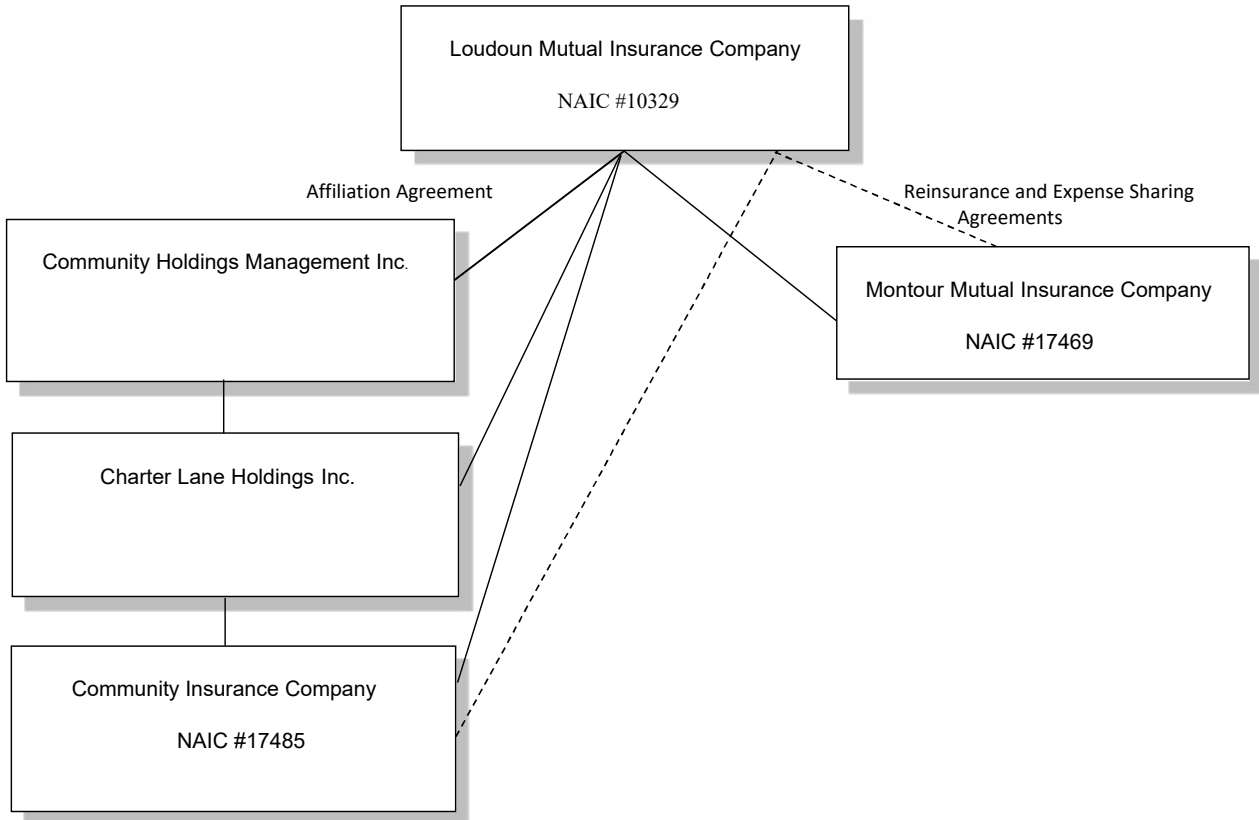 Loudoun Mutual Insurance Company
NAIC #10329
Affiliation Agreement
Reinsurance and Expense Sharing
Agreements
Community Holdings Management Inc.
Montour Mutual Insurance Company
NAIC #17469
Charter Lane Holdings Inc.
Community Insurance Company
NAIC #17485